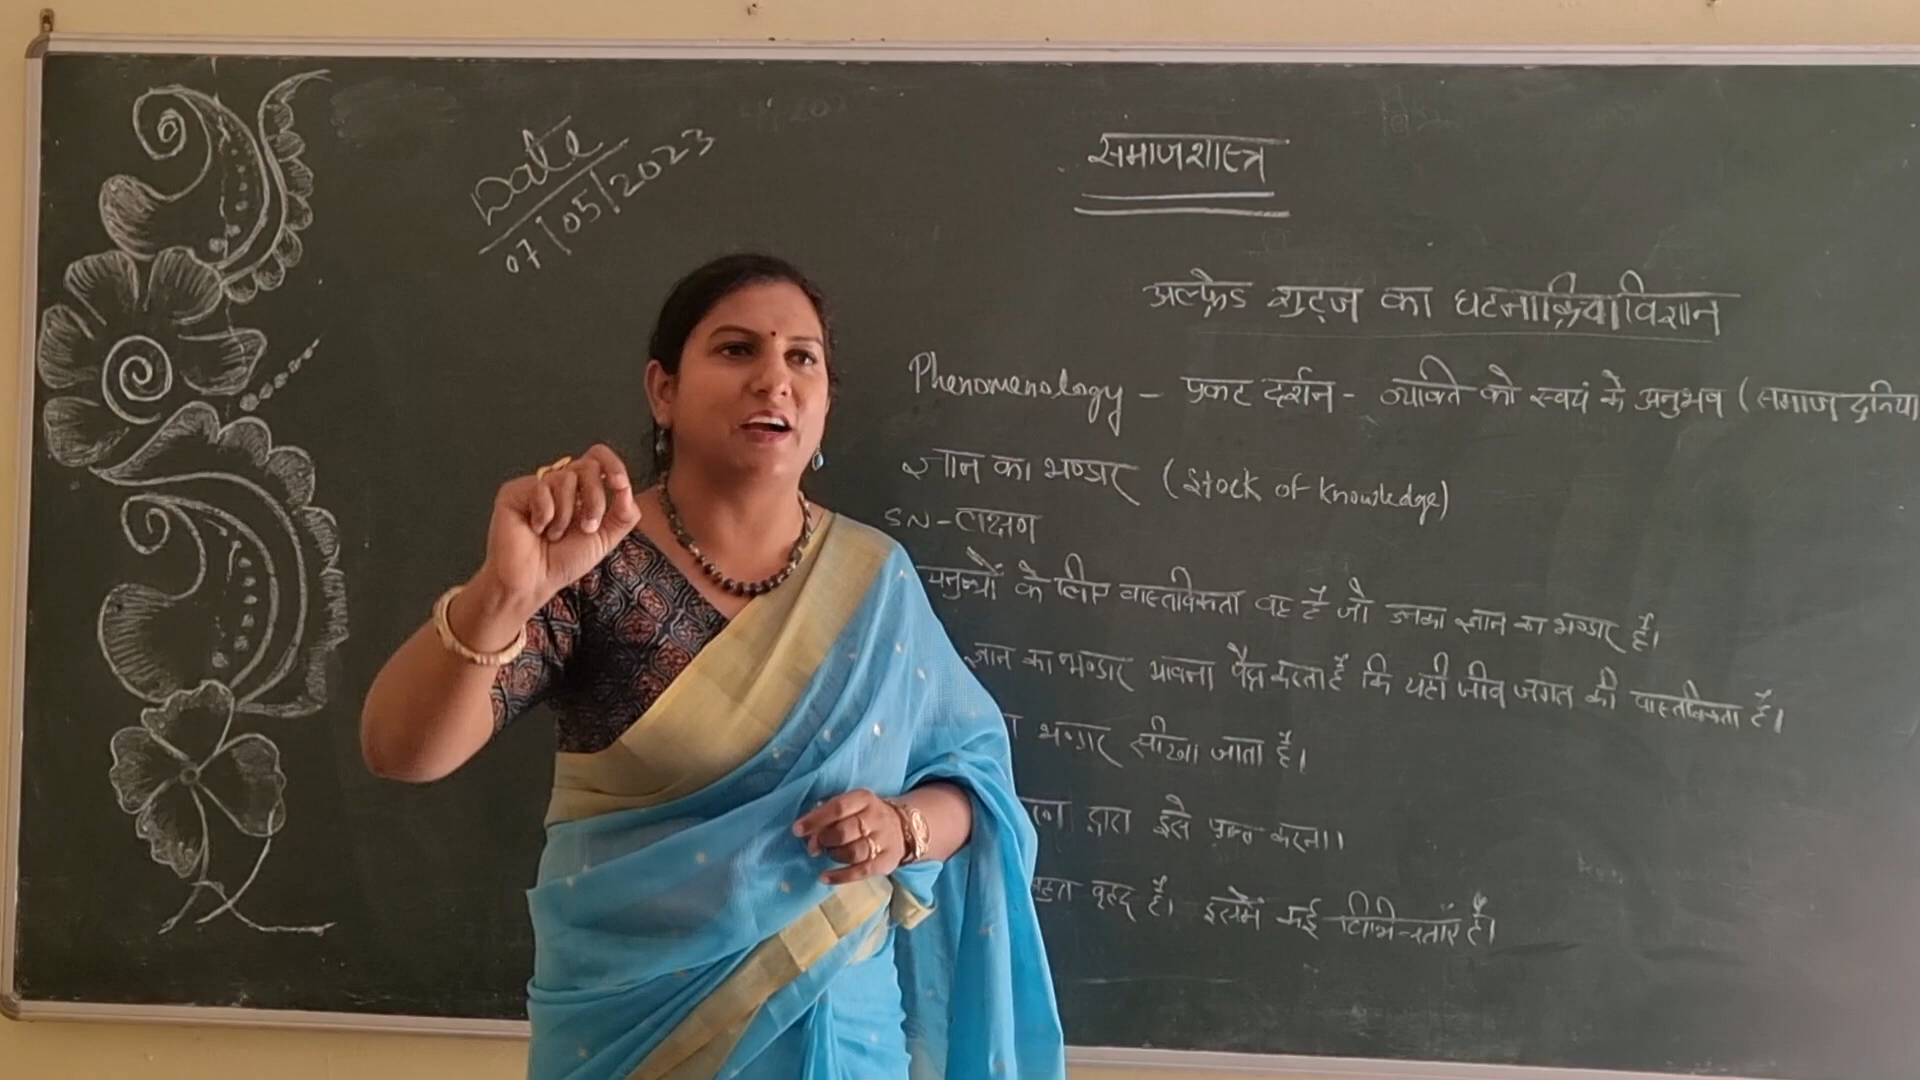 Date
07/05/2023
समाजशास्त्र
अल्फ्रेड शुट्ज का घटनाक्रियाविज्ञान
Phenomenology - प्रकट दर्शन - व्यक्ति को स्वयं के अनुभव (समाज दुनिया
ज्ञान का भण्डार (Stock of Knowledge)
SN - लक्षण
मनुष्यों के लिए वास्तविकता वह है जो उनका ज्ञान का भण्डार है।
ज्ञान का भण्डार भावना पैदा करता है कि यही जीव जगत की वास्तविकता है।
भण्डार सीखा जाता है।
द्वारा इसे प्राप्त करना।
बहुत वृहद् है। इसमें कई विभिन्नताएं हैं।